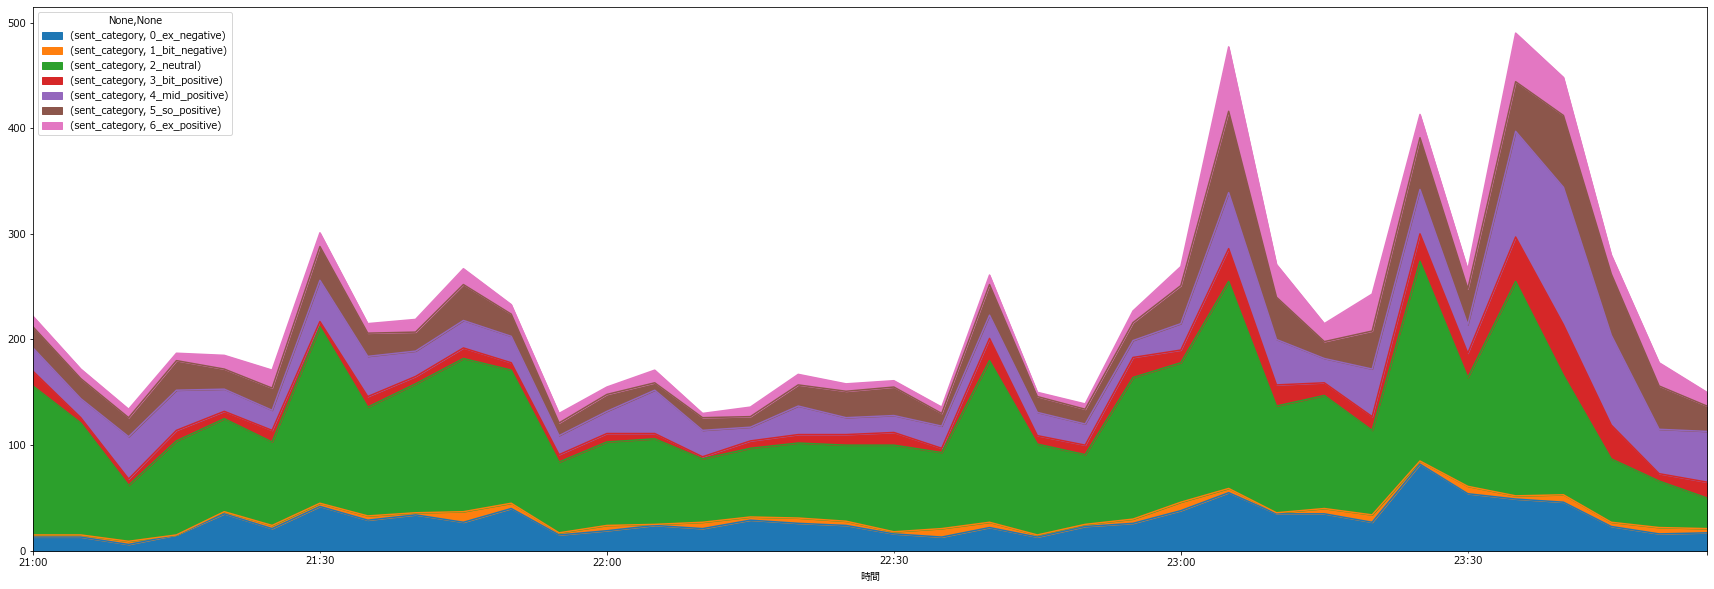 None,None
(sent_category, 0_ex_negative)
(sent_category, 1_bit_negative)
(sent_category, 2_neutral)
(sent_category, 3_bit_positive)
(sent_category, 4_mid_positive)
(sent_category, 5_so_positive)
(sent_category, 6_ex_positive)
500
400
300
200
100
0
21:00
21:30
22:00
22:30
23:00
23:30
時間